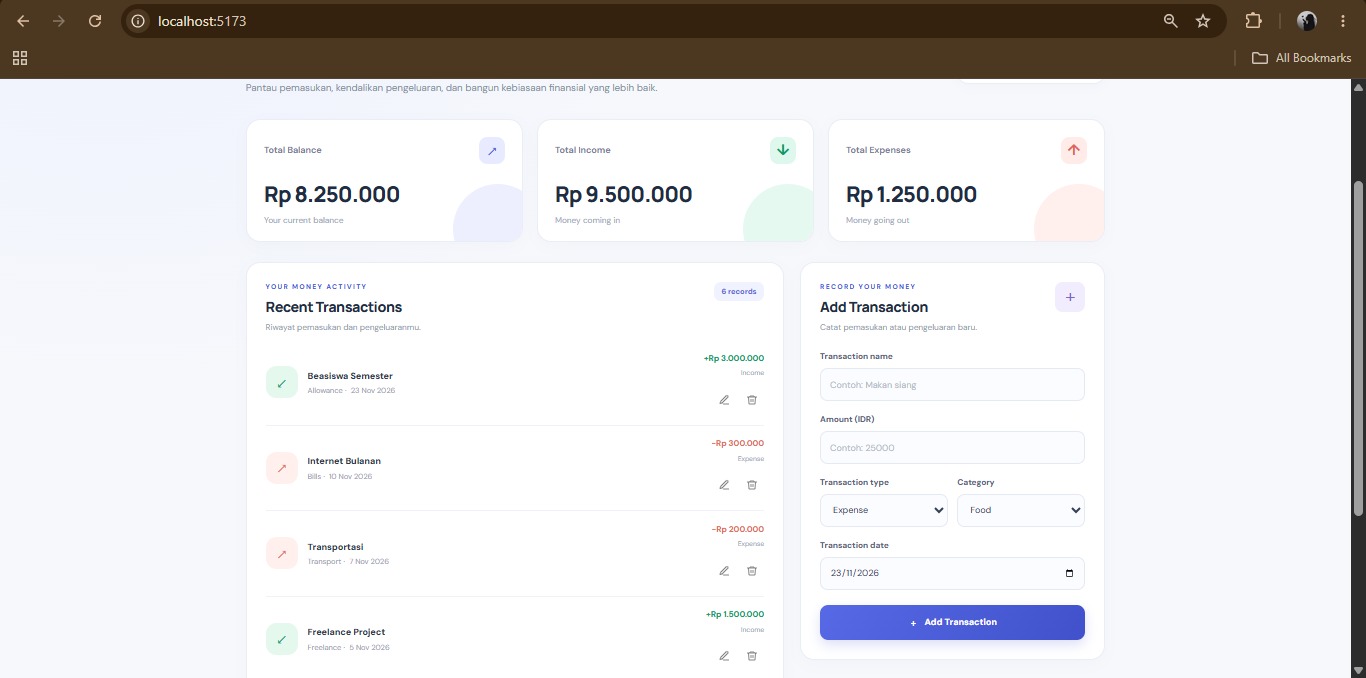 localhost:5173
All Bookmarks
Pantau pemasukan, kendalikan pengeluaran, dan bangun kebiasaan finansial yang lebih baik.
Total Balance
Rp 8.250.000
Your current balance
Total Income
Rp 9.500.000
Money coming in
Total Expenses
Rp 1.250.000
Money going out
YOUR MONEY ACTIVITY
Recent Transactions
6 records
Riwayat pemasukan dan pengeluaranmu.
Beasiswa Semester
Allowance · 23 Nov 2026
+Rp 3.000.000
Income
Internet Bulanan
Bills · 10 Nov 2026
−Rp 300.000
Expense
Transportasi
Transport · 7 Nov 2026
−Rp 200.000
Expense
Freelance Project
Freelance · 5 Nov 2026
+Rp 1.500.000
Income
RECORD YOUR MONEY
Add Transaction
+
Catat pemasukan atau pengeluaran baru.
Transaction name
Contoh: Makan siang
Amount (IDR)
Contoh: 25000
Transaction type
Category
Expense
Food
Transaction date
23/11/2026
+ Add Transaction